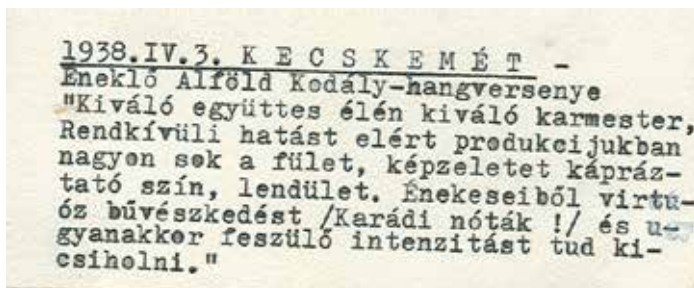 1938.IV.3. K E C S K E M É T -
Éneklő Alföld Kodály-hangversenye
"Kiváló együttes élén kiváló karmester,
Rendkívüli hatást elért produkcijukban
nagyon sok a fület, képzeletet kápráz-
tató szín, lendület. Énekeseiből virtu-
óz bűvészkedést /Karádi nóták !/ és u-
gyanakkor feszülő intenzitást tud ki-
csiholni."